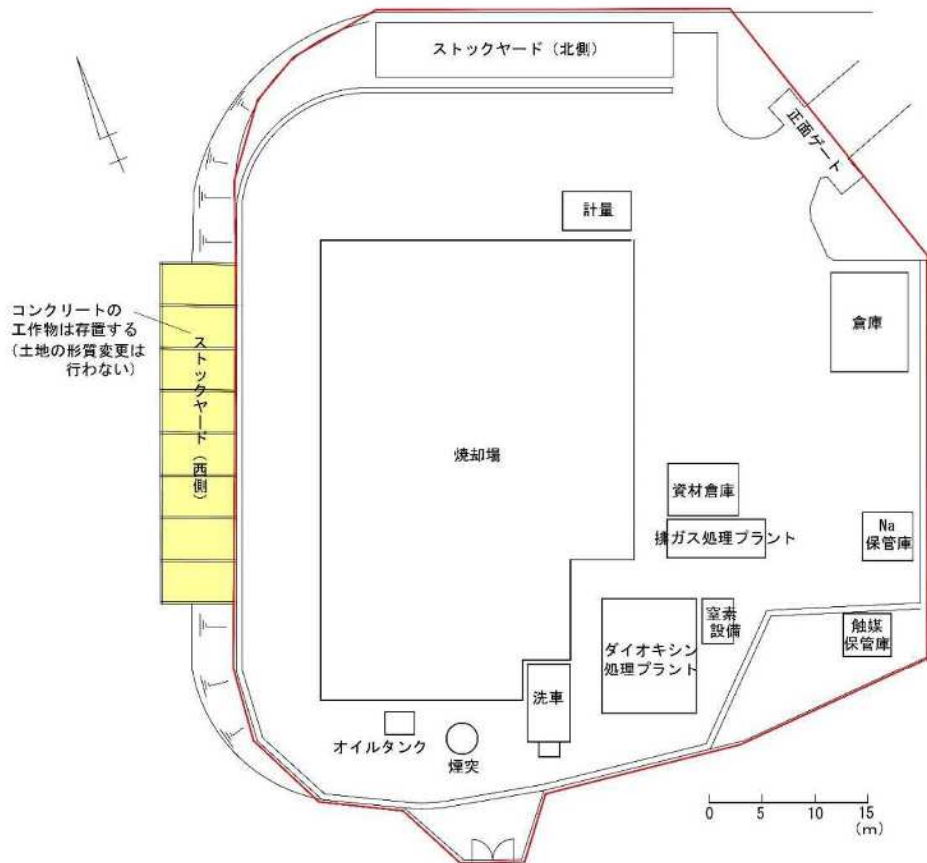 ストックヤード（北側）
正面ゲート
計量
コンクリートの
工作物は存置する
（土地の形質変更は
行わない）
ストックヤード（西側）
倉庫
焼却場
資材倉庫
排ガス処理プラント
Na
保管庫
窒素
設備
触媒
保管庫
ダイオキシン
処理プラント
洗車
オイルタンク
煙突
0 5 10 15
(m)